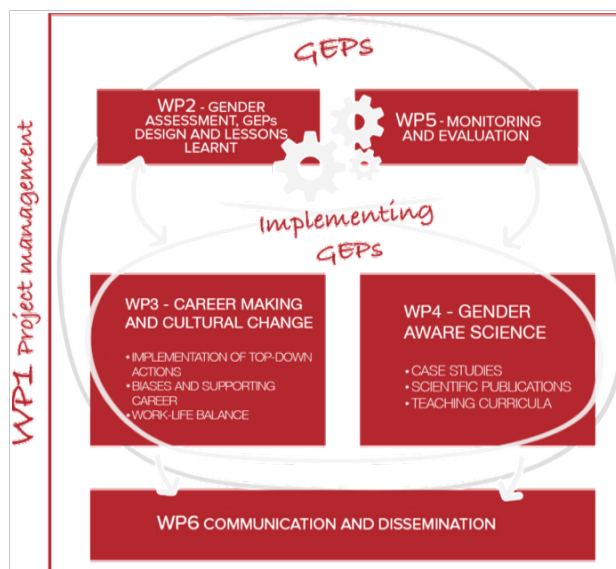 WP1 Project management
GEPs
WP2 - GENDER
ASSESSMENT, GEPs
DESIGN AND LESSONS
LEARNT
WP5 - MONITORING
AND EVALUATION
Implementing
GEPs
WP3 - CAREER MAKING
AND CULTURAL CHANGE
• IMPLEMENTATION OF TOP-DOWN
ACTIONS
• BIASES AND SUPPORTING
CAREER
• WORK-LIFE BALANCE
WP4 - GENDER
AWARE SCIENCE
• CASE STUDIES
• SCIENTIFIC PUBLICATIONS
• TEACHING CURRICULA
WP6 COMMUNICATION AND DISSEMINATION